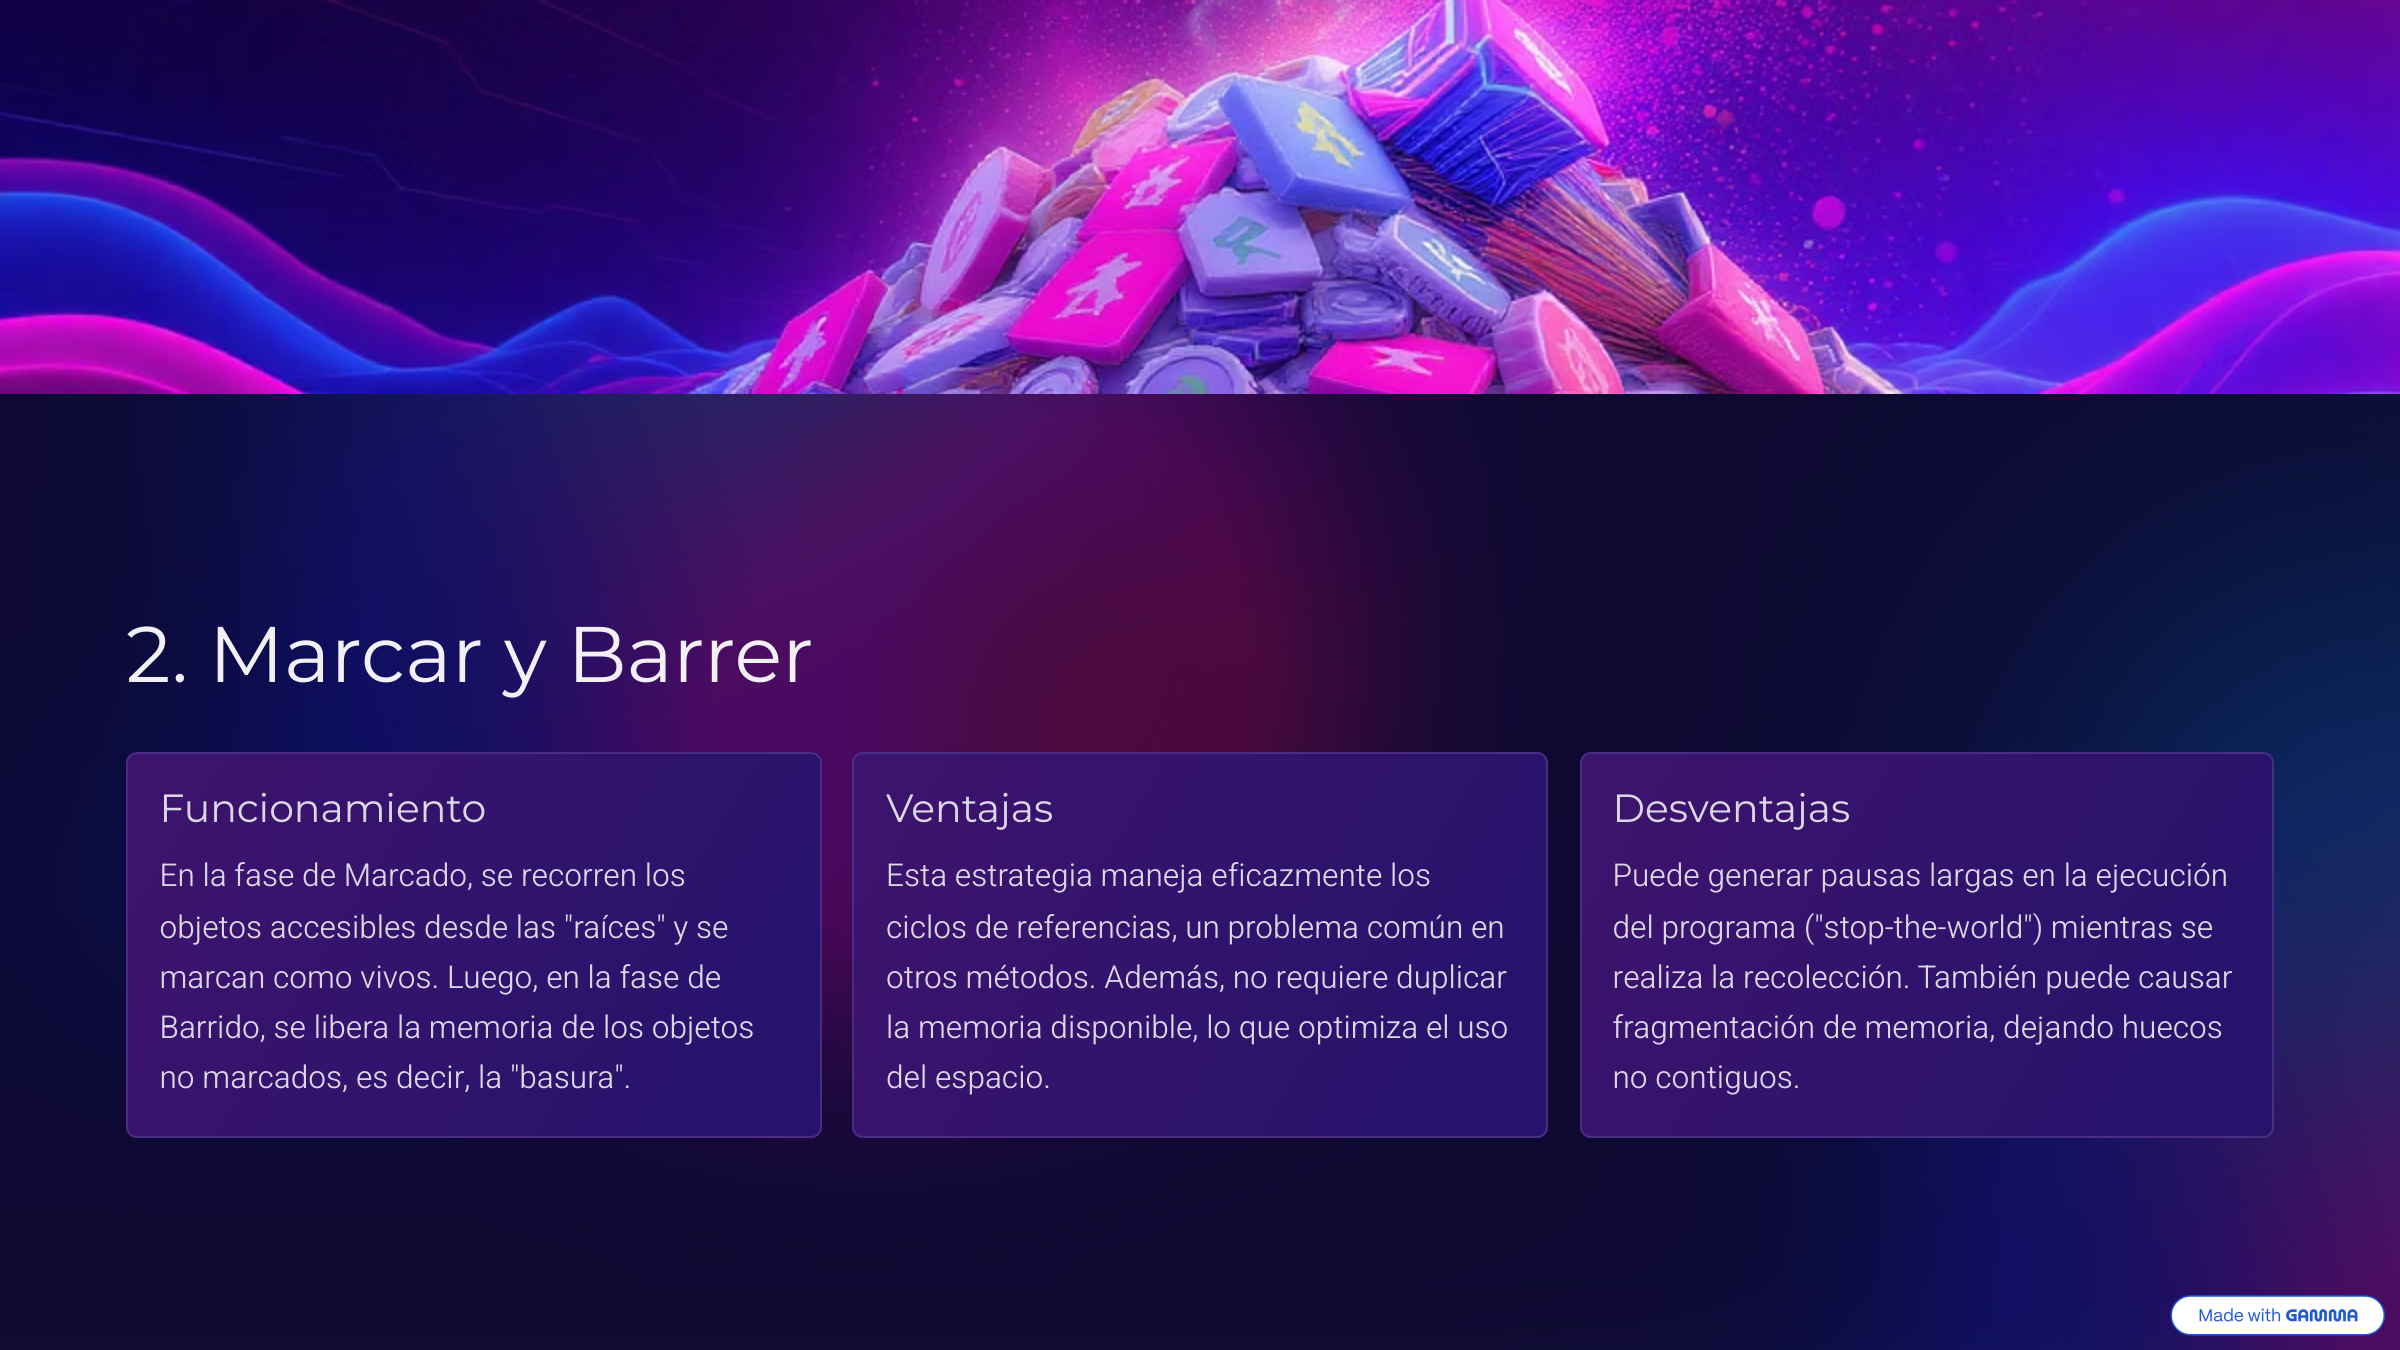 2. Marcar y Barrer
Funcionamiento
En la fase de Marcado, se recorren los
objetos accesibles desde las "raíces" y se
marcan como vivos. Luego, en la fase de
Barrido, se libera la memoria de los objetos
no marcados, es decir, la "basura".
Ventajas
Esta estrategia maneja eficazmente los
ciclos de referencias, un problema común en
otros métodos. Además, no requiere duplicar
la memoria disponible, lo que optimiza el uso
del espacio.
Desventajas
Puede generar pausas largas en la ejecución
del programa ("stop-the-world") mientras se
realiza la recolección. También puede causar
fragmentación de memoria, dejando huecos
no contiguos.
Made with GAMMA